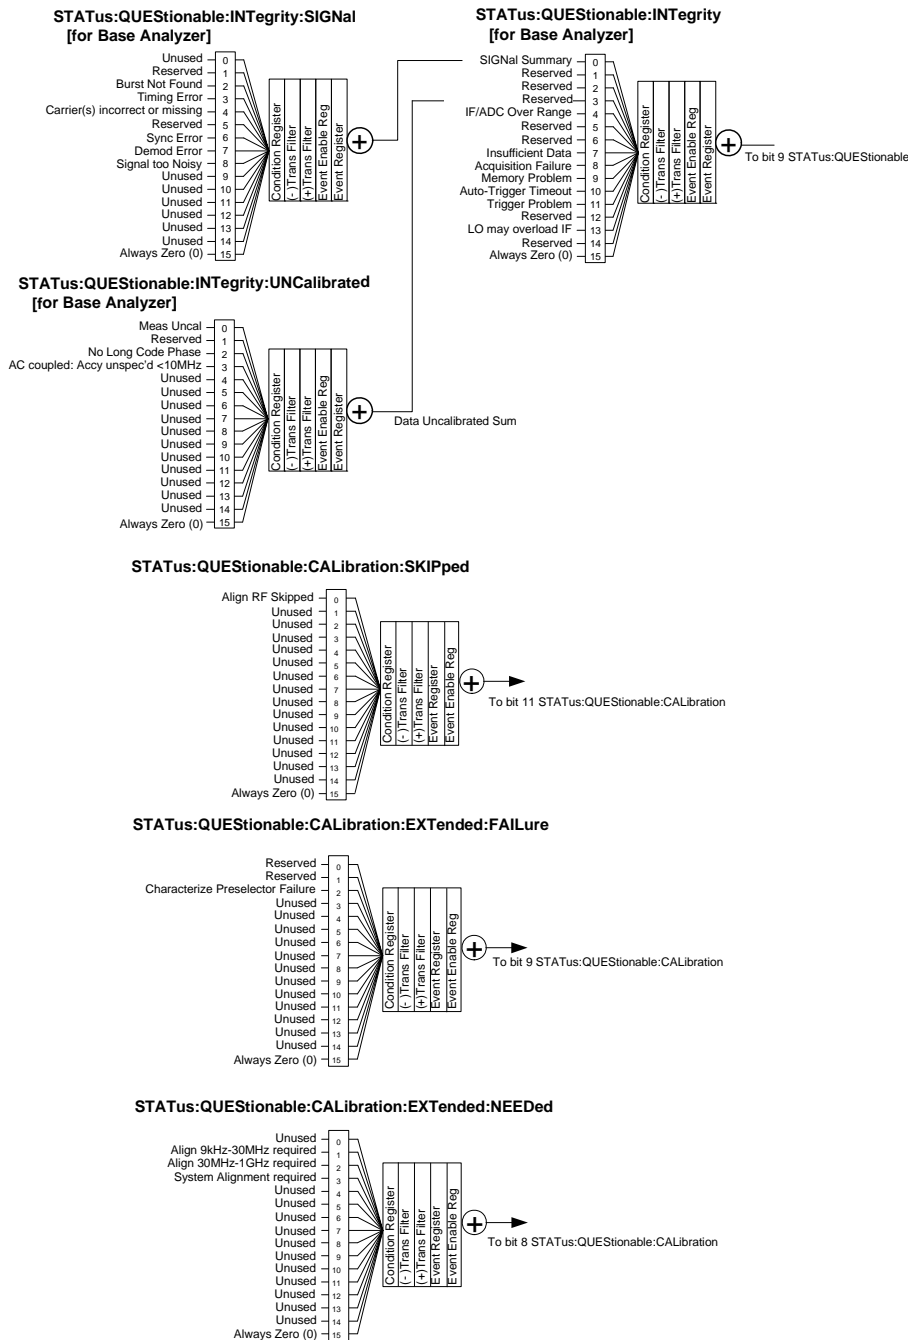 STATus:QUEStionable:INTegrity:SIGNal
[for Base Analyzer]
Unused 0
Reserved 1
Burst Not Found 2
Timing Error 3
Carrier(s) incorrect or missing 4
Reserved 5
Sync Error 6
Demod Error 7
Signal too Noisy 8
Unused 9
Unused 10
Unused 11
Unused 12
Unused 13
Unused 14
Always Zero (0) 15
Condition Register
(-)Trans Filter
(+)Trans Filter
Event Enable Reg
Event Register
+
STATus:QUEStionable:INTegrity
[for Base Analyzer]
SIGNal Summary 0
Reserved 1
Reserved 2
Reserved 3
IF/ADC Over Range 4
Reserved 5
Reserved 6
Insufficient Data 7
Acquisition Failure 8
Memory Problem 9
Auto-Trigger Timeout 10
Trigger Problem 11
Reserved 12
LO may overload IF 13
Reserved 14
Always Zero (0) 15
Condition Register
(-)Trans Filter
(+)Trans Filter
Event Enable Reg
Event Register
+
To bit 9 STATus:QUEStionable
STATus:QUEStionable:INTegrity:UNCalibrated
[for Base Analyzer]
Meas Uncal 0
Reserved 1
No Long Code Phase 2
AC coupled: Accy unspec'd <10MHz 3
Unused 4
Unused 5
Unused 6
Unused 7
Unused 8
Unused 9
Unused 10
Unused 11
Unused 12
Unused 13
Unused 14
Always Zero (0) 15
Condition Register
(-)Trans Filter
(+)Trans Filter
Event Enable Reg
Event Register
+
Data Uncalibrated Sum
STATus:QUEStionable:CALibration:SKIPped
Align RF Skipped 0
Unused 1
Unused 2
Unused 3
Unused 4
Unused 5
Unused 6
Unused 7
Unused 8
Unused 9
Unused 10
Unused 11
Unused 12
Unused 13
Unused 14
Always Zero (0) 15
Condition Register
(-)Trans Filter
(+)Trans Filter
Event Register
Event Enable Reg
+
To bit 11 STATus:QUEStionable:CALibration
STATus:QUEStionable:CALibration:EXTended:FAILure
Reserved 0
Reserved 1
Characterize Preselector Failure 2
Unused 3
Unused 4
Unused 5
Unused 6
Unused 7
Unused 8
Unused 9
Unused 10
Unused 11
Unused 12
Unused 13
Unused 14
Always Zero (0) 15
Condition Register
(-)Trans Filter
(+)Trans Filter
Event Register
Event Enable Reg
+
To bit 9 STATus:QUEStionable:CALibration
STATus:QUEStionable:CALibration:EXTended:NEEDed
Unused 0
Align 9kHz-30MHz required 1
Align 30MHz-1GHz required 2
System Alignment required 3
Unused 4
Unused 5
Unused 6
Unused 7
Unused 8
Unused 9
Unused 10
Unused 11
Unused 12
Unused 13
Unused 14
Always Zero (0) 15
Condition Register
(-)Trans Filter
(+)Trans Filter
Event Register
Event Enable Reg
+
To bit 8 STATus:QUEStionable:CALibration